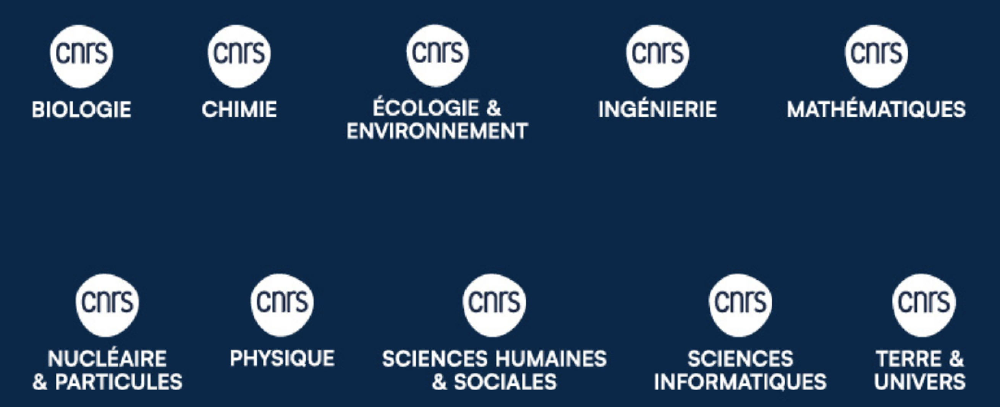 cnrs
BIOLOGIE
cnrs
CHIMIE
cnrs
ÉCOLOGIE &
ENVIRONNEMENT
cnrs
INGÉNIERIE
cnrs
MATHÉMATIQUES
cnrs
NUCLÉAIRE
& PARTICULES
cnrs
PHYSIQUE
cnrs
SCIENCES HUMAINES
& SOCIALES
cnrs
SCIENCES
INFORMATIQUES
cnrs
TERRE &
UNIVERS